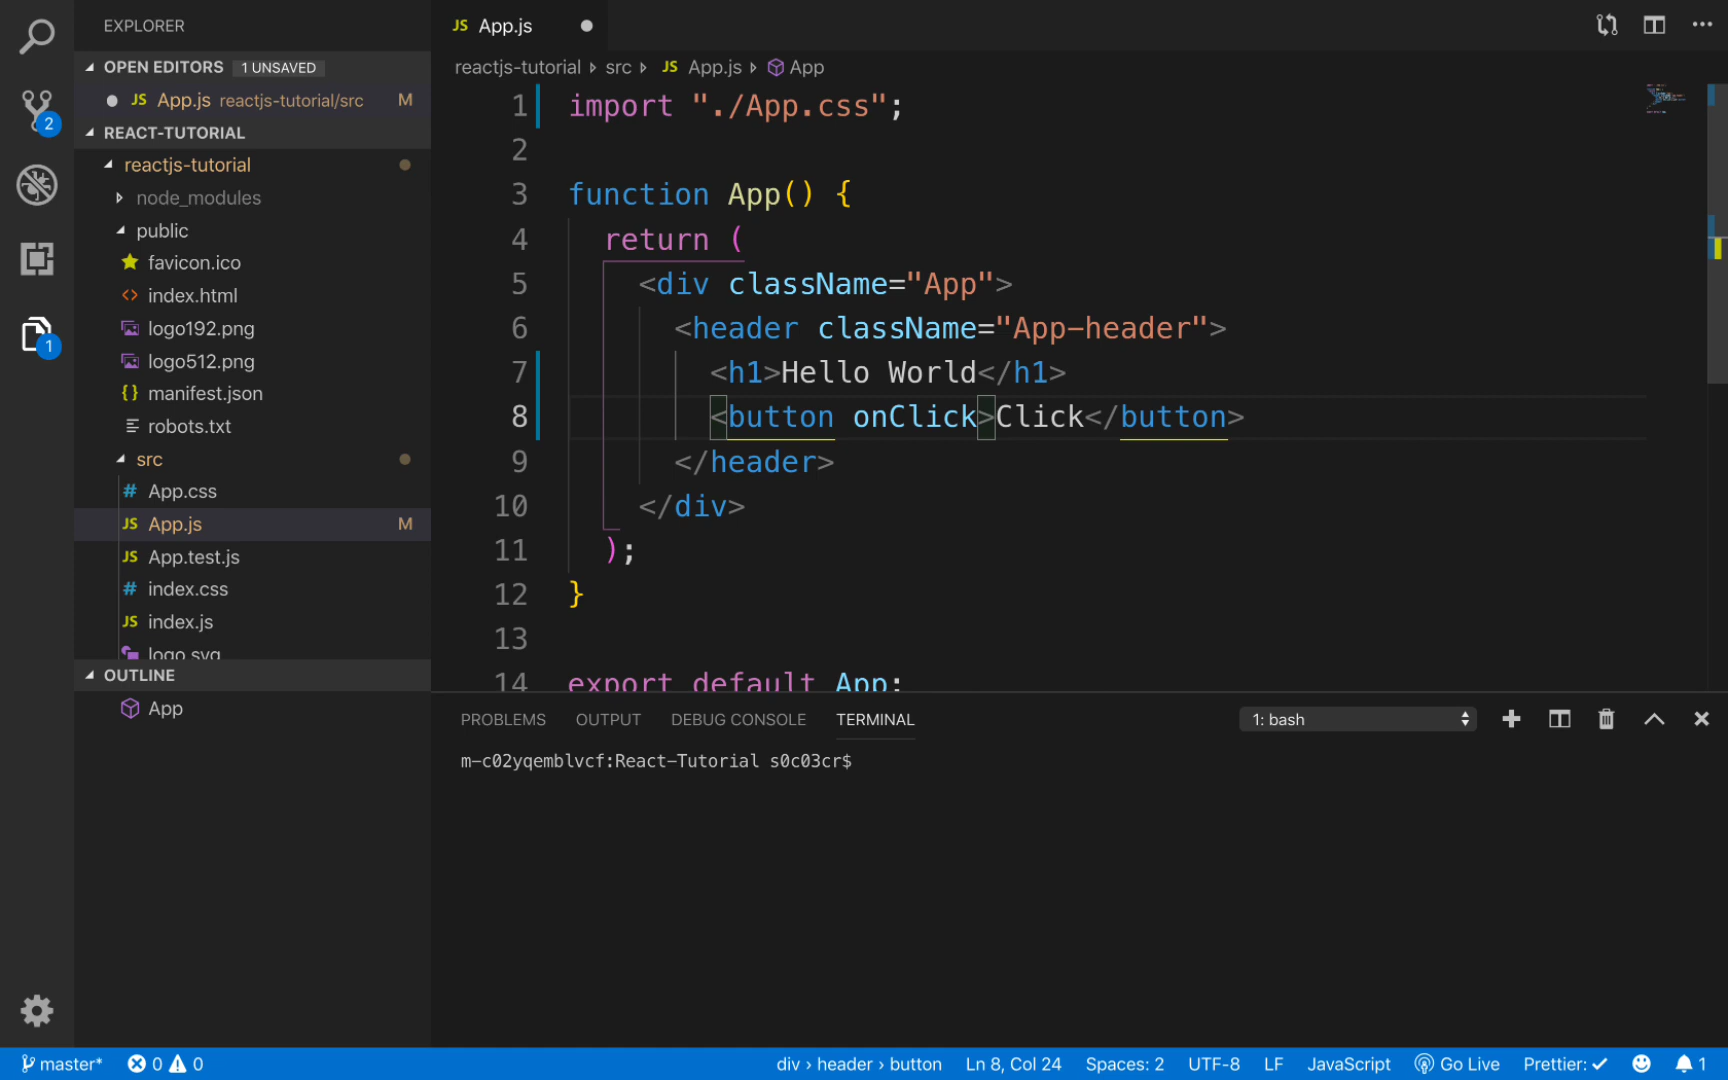 EXPLORER
OPEN EDITORS 1 UNSAVED
JS App.js reactjs-tutorial/src M
REACT-TUTORIAL
reactjs-tutorial
node_modules
public
favicon.ico
<> index.html
logo192.png
logo512.png
{} manifest.json
robots.txt
src
# App.css
JS App.js M
JS App.test.js
# index.css
JS index.js
logo.svg
OUTLINE
App
2
1
JS App.js
reactjs-tutorial src JS App.js App
1 import "./App.css";
2
3 function App() {
4 return (
5 <div className="App">
6 <header className="App-header">
7 <h1>Hello World</h1>
8 <button onClick>Click</button>
9 </header>
10 </div>
11 );
12 }
13
14 export default App;
PROBLEMS OUTPUT DEBUG CONSOLE TERMINAL 1: bash
m-c02yqemblvcf:React-Tutorial s0c03cr$
master* 0 0 div › header › button Ln 8, Col 24 Spaces: 2 UTF-8 LF JavaScript Go Live Prettier: ✓ 1